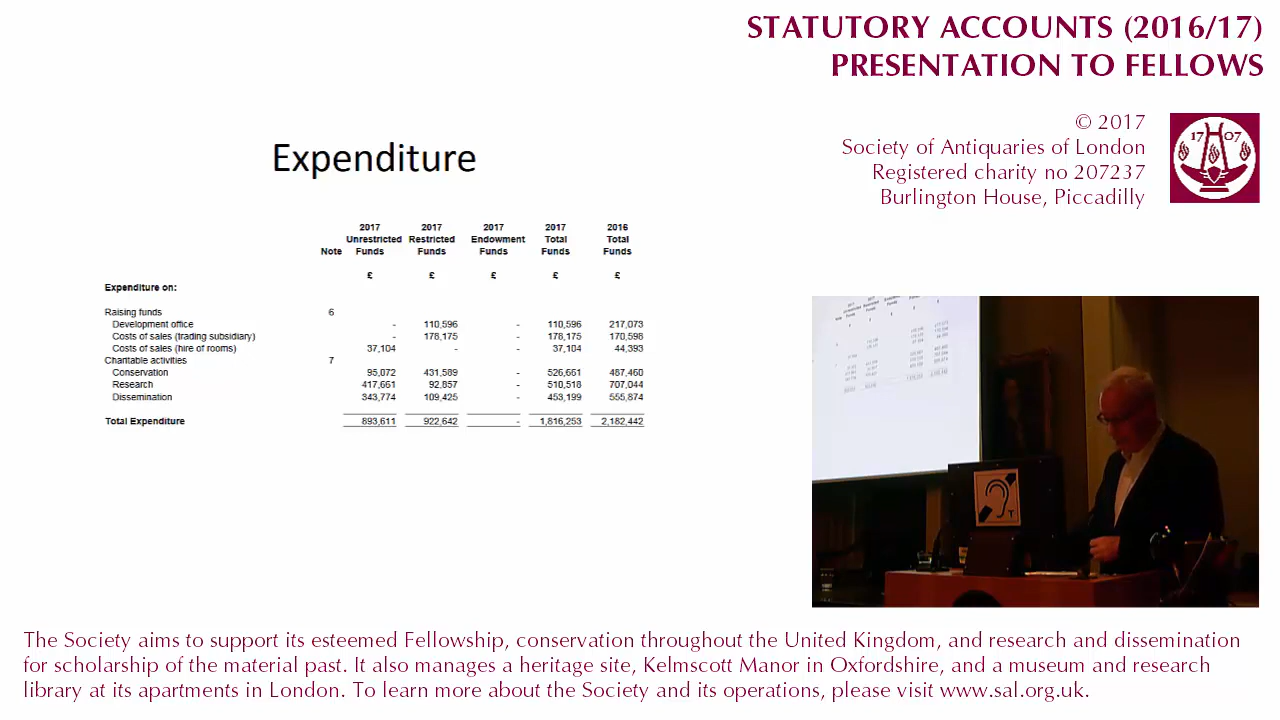 STATUTORY ACCOUNTS (2016/17)
PRESENTATION TO FELLOWS
© 2017
Society of Antiquaries of London
Registered charity no 207237
Burlington House, Piccadilly
17 07
Expenditure
2017 2017 2017 2017 2016
Unrestricted Restricted Endowment Total Total
Note Funds Funds Funds Funds Funds
£ £ £ £ £
Expenditure on:
Raising funds 6
Development office - 110,596 - 110,596 217,073
Costs of sales (trading subsidiary) - 178,175 - 178,175 170,598
Costs of sales (hire of rooms) 37,104 - - 37,104 44,393
Charitable activities 7
Conservation 95,072 431,589 - 526,661 487,460
Research 417,661 92,857 - 510,518 707,044
Dissemination 343,774 109,425 - 453,199 555,874
Total Expenditure 893,611 922,642 - 1,816,253 2,182,442
T
The Society aims to support its esteemed Fellowship, conservation throughout the United Kingdom, and research and dissemination
for scholarship of the material past. It also manages a heritage site, Kelmscott Manor in Oxfordshire, and a museum and research
library at its apartments in London. To learn more about the Society and its operations, please visit www.sal.org.uk.